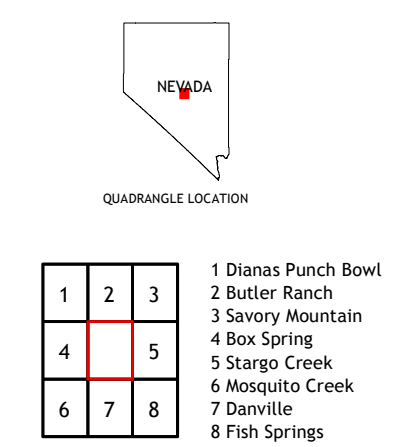 NEVADA
QUADRANGLE LOCATION
1 2 3
4 5
6 7 8
1 Dianas Punch Bowl
2 Butler Ranch
3 Savory Mountain
4 Box Spring
5 Stargo Creek
6 Mosquito Creek
7 Danville
8 Fish Springs